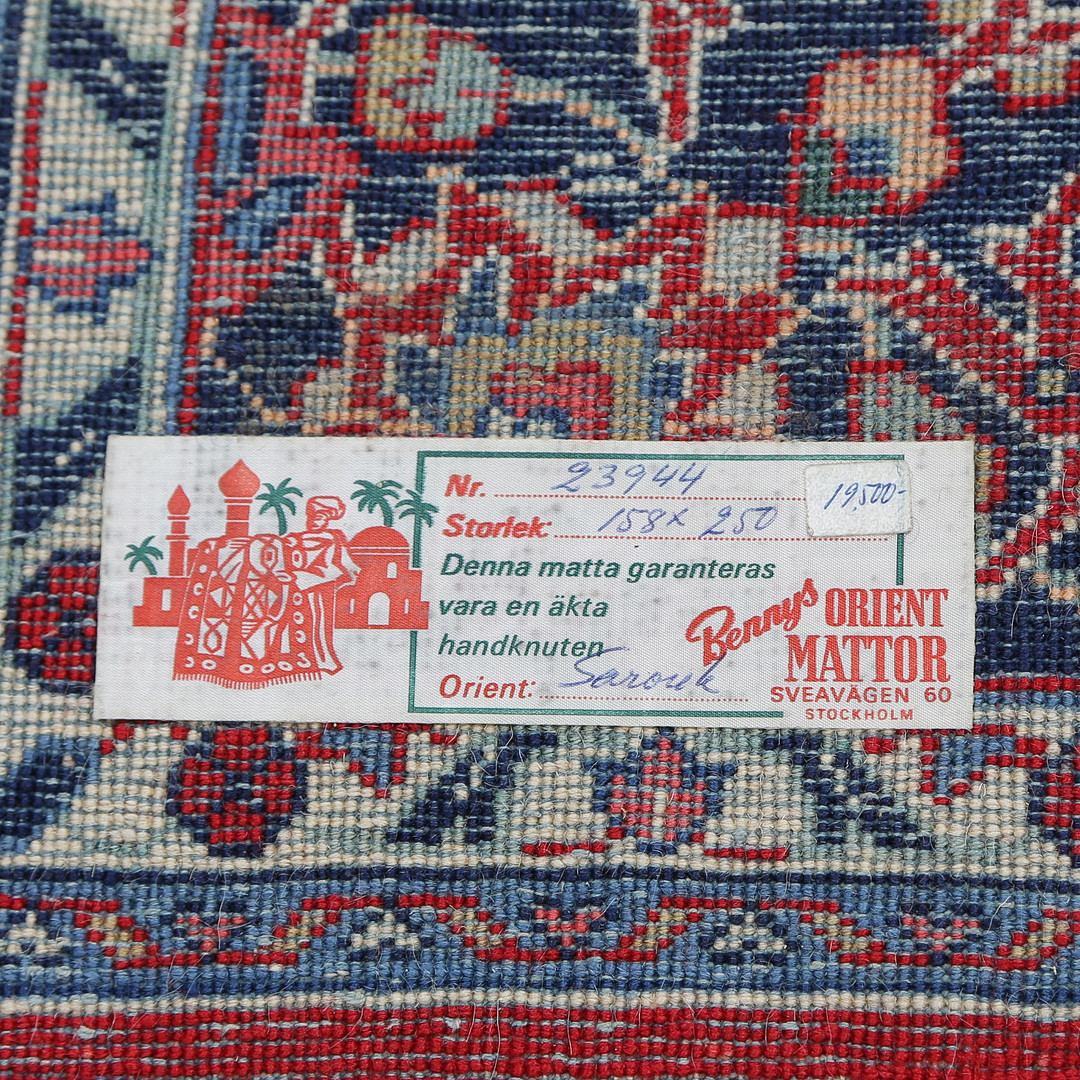 Nr. 23944
19,500-
Storlek: 158 x 250
Denna matta garanteras
vara en äkta
handknuten
Orient: Sarouk
Bennys ORIENT
MATTOR
SVEAVÄGEN 60
STOCKHOLM